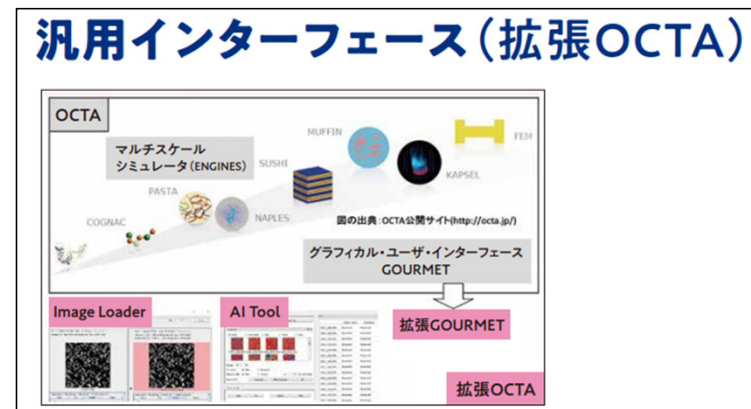 汎用インターフェース(拡張OCTA)
OCTA
マルチスケール
シミュレータ(ENGINES)
MUFFIN
FEM
SUSHI
KAPSEL
PASTA
NAPLES
COGNAC
図の出典:OCTA公開サイト(http://octa.jp/)
グラフィカル・ユーザ・インターフェース
GOURMET
Image Loader
AI Tool
拡張GOURMET
拡張OCTA